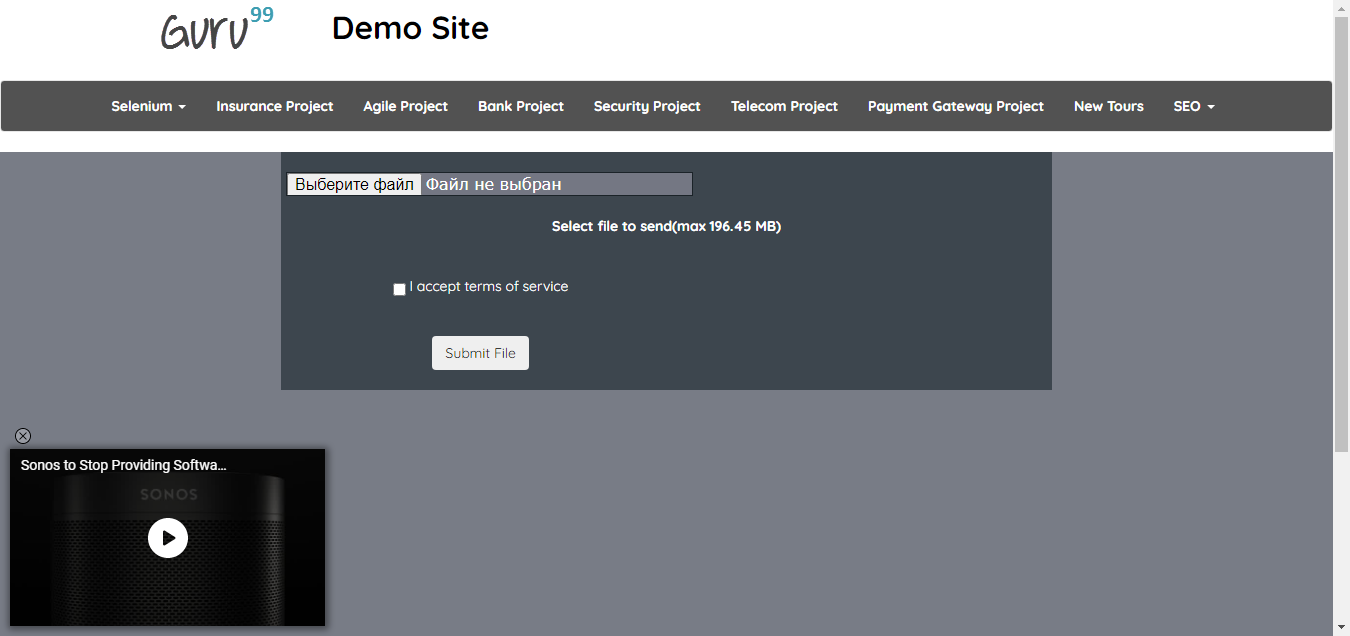 Guru99 Demo Site
Selenium Insurance Project Agile Project Bank Project Security Project Telecom Project Payment Gateway Project New Tours SEO
Выберите файл Файл не выбран
Select file to send(max 196.45 MB)
I accept terms of service
Submit File
Sonos to Stop Providing Softwa...
SONOS